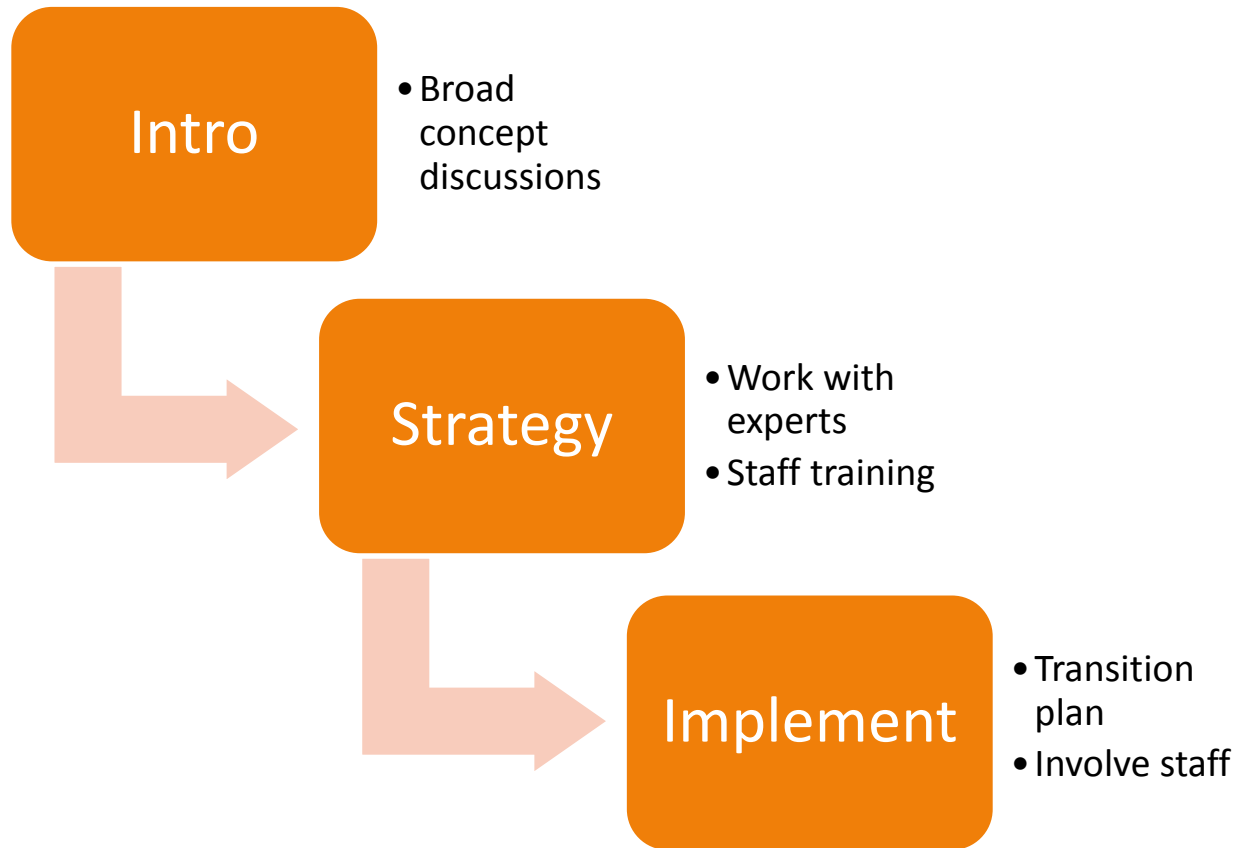 Intro
• Broad
concept
discussions
Strategy
• Work with
experts
• Staff training
Implement
• Transition
plan
• Involve staff